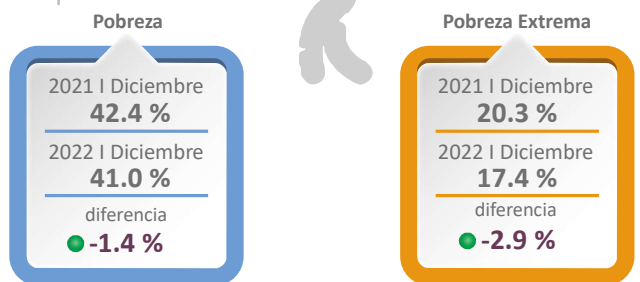 Pobreza
2021 I Diciembre
42.4 %
2022 I Diciembre
41.0 %
diferencia
-1.4 %
Pobreza Extrema
2021 I Diciembre
20.3 %
2022 I Diciembre
17.4 %
diferencia
-2.9 %